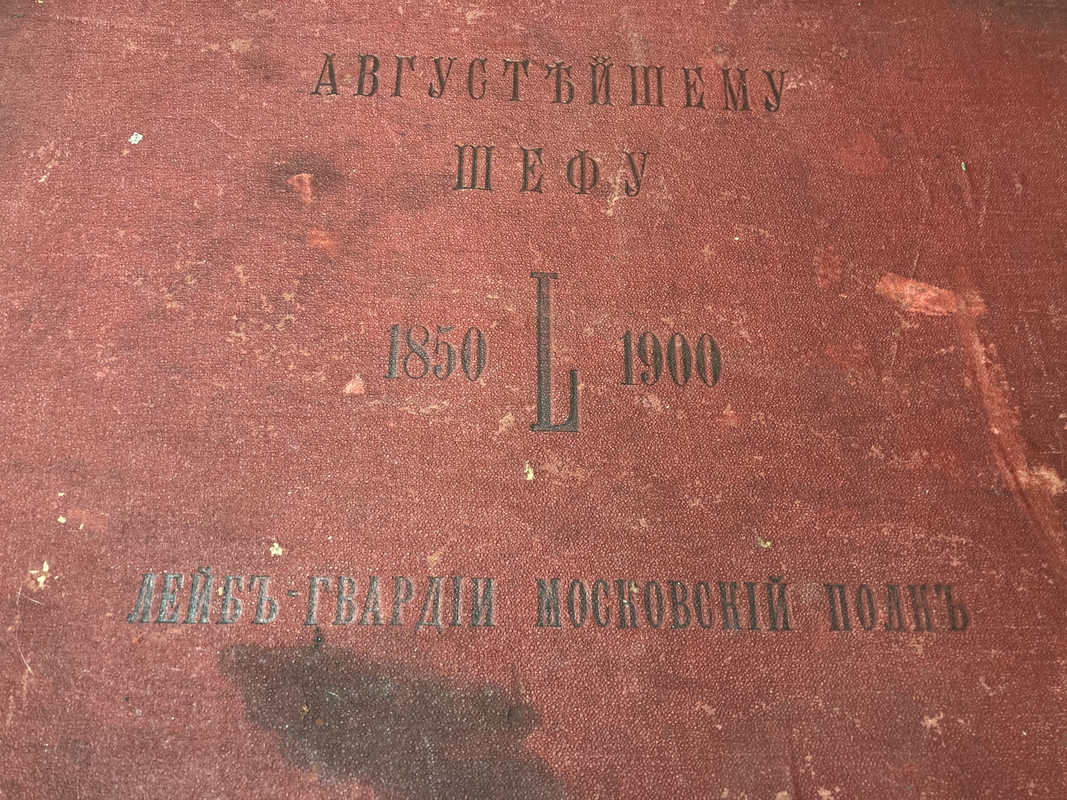 АВГУСТѢЙШЕМУ
ШЕФУ
1850 L 1900
ЛЕЙБЪ-ГВАРДІИ МОСКОВСКІЙ ПОЛКЪ